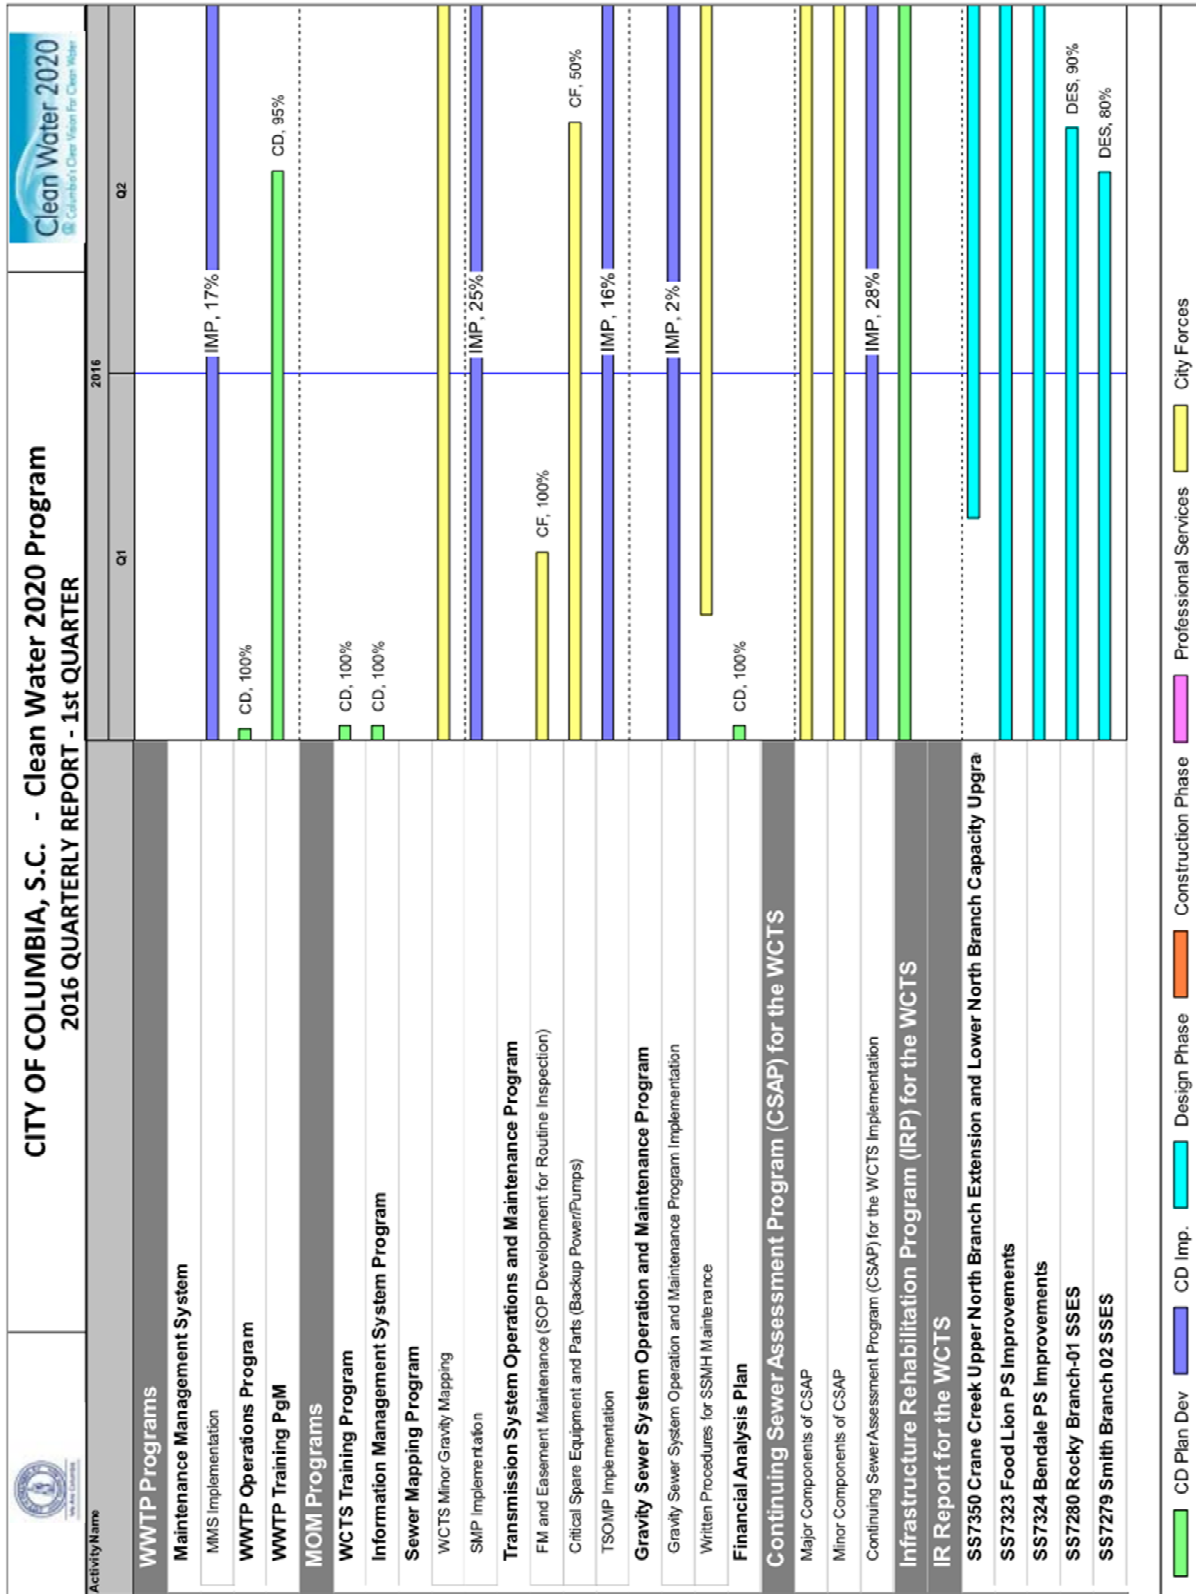 CITY OF COLUMBIA, S.C. - Clean Water 2020 Program
2016 QUARTERLY REPORT - 1st QUARTER
We Are Columbia
Clean Water 2020
Columbia's Clear Vision For Clean Water
Activity Name
2016
Q1
Q2
WWTP Programs
Maintenance Management System
MMS Implementation
IMP, 17%
WWTP Operations Program
CD, 100%
WWTP Training PgM
CD, 95%
MOM Programs
WCTS Training Program
CD, 100%
Information Management System Program
CD, 100%
Sewer Mapping Program
WCTS Minor Gravity Mapping
SMP Implementation
IMP, 25%
Transmission System Operations and Maintenance Program
FM and Easement Maintenance (SOP Development for Routine Inspection)
CF, 100%
Critical Spare Equipment and Parts (Backup Power/Pumps)
CF, 50%
TSOMP Implementation
IMP, 16%
Gravity Sewer System Operation and Maintenance Program
Gravity Sewer System Operation and Maintenance Program Implementation
IMP, 2%
Written Procedures for SSMH Maintenance
Financial Analysis Plan
CD, 100%
Continuing Sewer Assessment Program (CSAP) for the WCTS
Major Components of CSAP
Minor Components of CSAP
Continuing Sewer Assessment Program (CSAP) for the WCTS Implementation
IMP, 28%
Infrastructure Rehabilitation Program (IRP) for the WCTS
IR Report for the WCTS
SS7350 Crane Creek Upper North Branch Extension and Lower North Branch Capacity Upgra
SS7323 Food Lion PS Improvements
SS7324 Bendale PS Improvements
SS7280 Rocky Branch-01 SSES
DES, 90%
SS7279 Smith Branch 02 SSES
DES, 80%
CD Plan Dev
CD Imp.
Design Phase
Construction Phase
Professional Services
City Forces